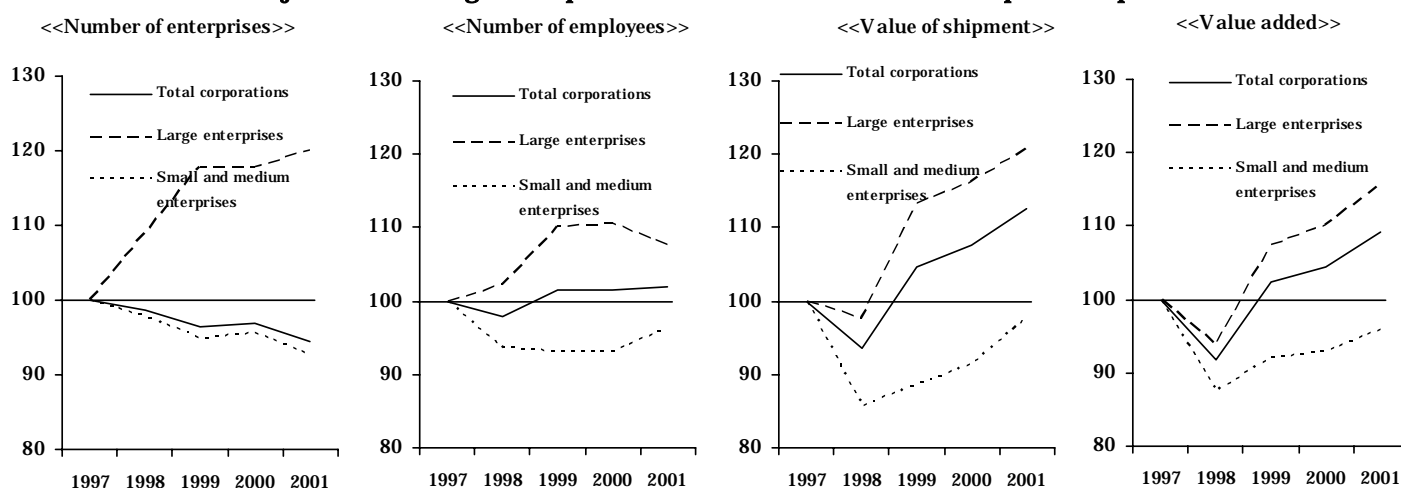 <<Number of enterprises>>
130
120
110
100
90
80
Total corporations
Large enterprises
Small and medium
enterprises
1997 1998 1999 2000 2001
<<Number of employees>>
130
120
110
100
90
80
Total corporations
Large enterprises
Small and medium
enterprises
1997 1998 1999 2000 2001
<<Value of shipment>>
130
120
110
100
90
80
Total corporations
Large enterprises
Small and medium
enterprises
1997 1998 1999 2000 2001
<<Value added>>
130
120
110
100
90
80
Total corporations
Large enterprises
Small and medium
enterprises
1997 1998 1999 2000 2001